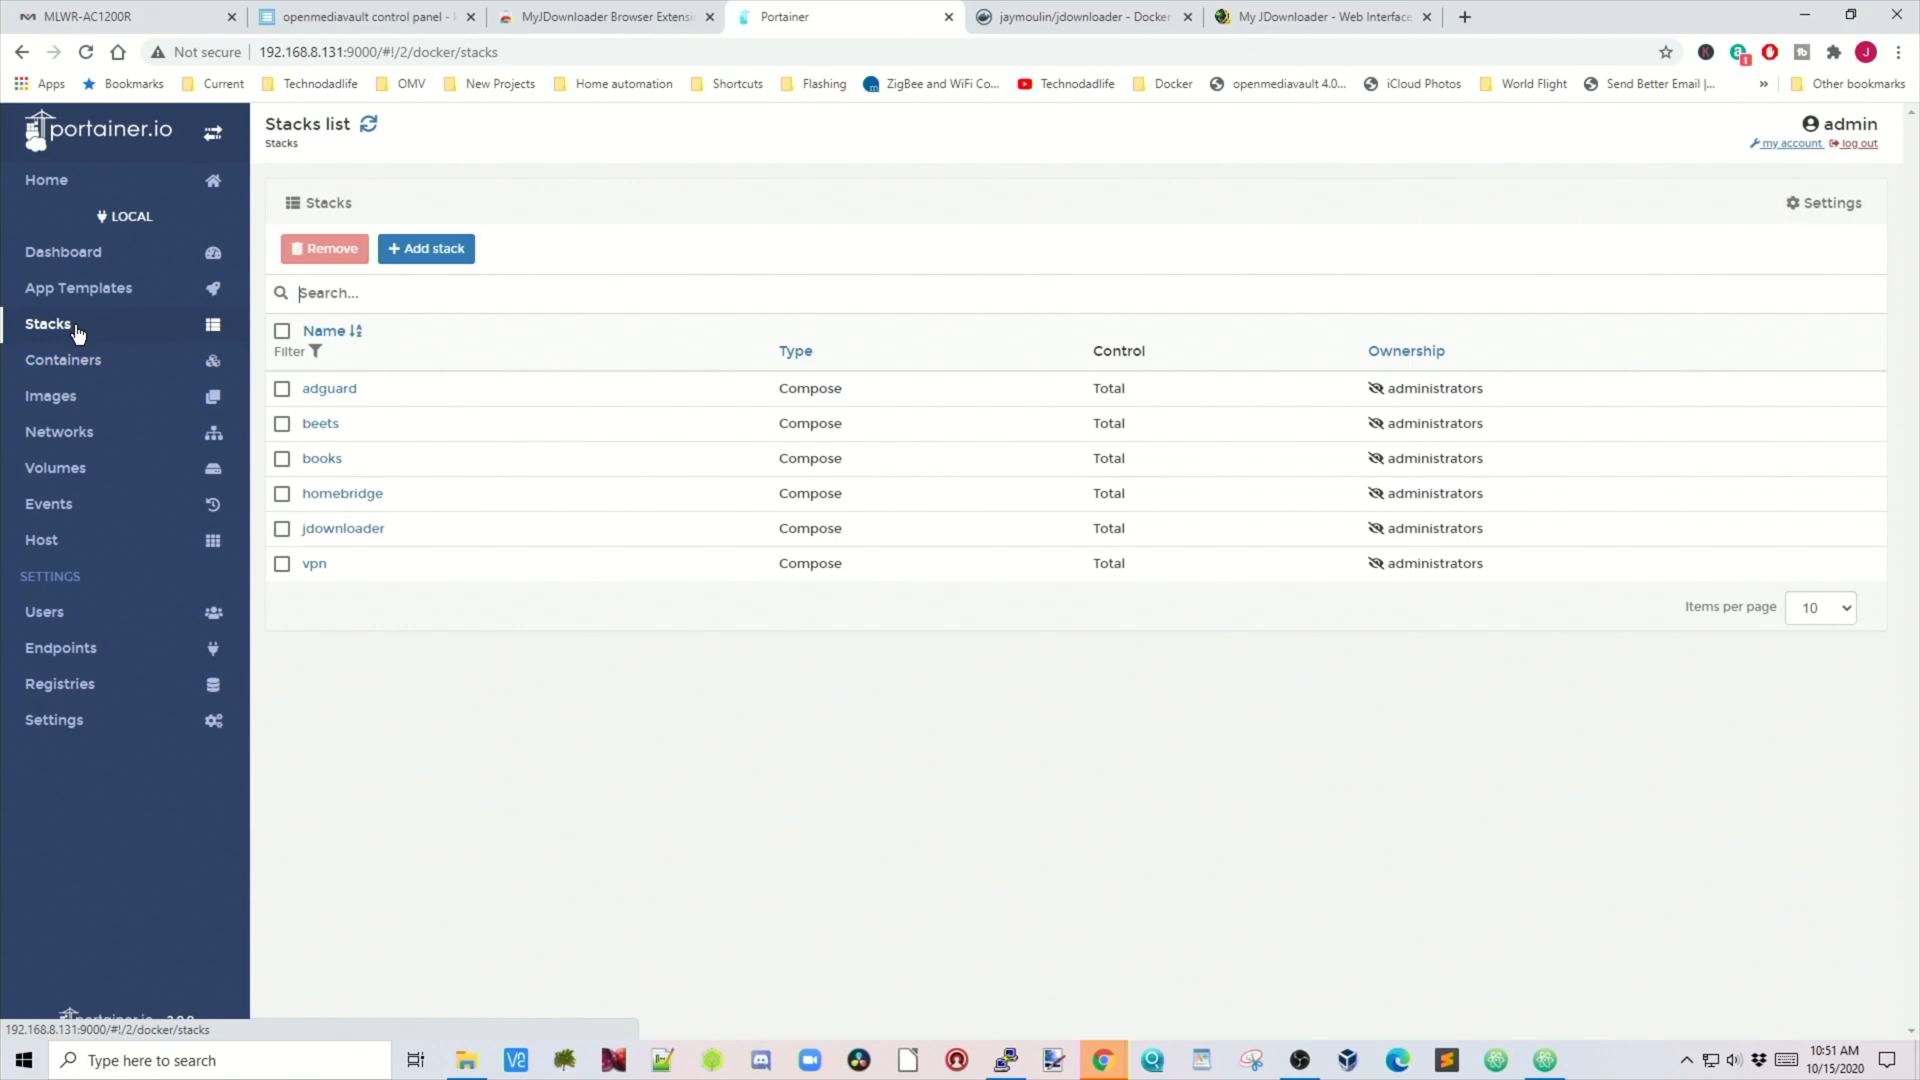 MLWR-AC1200R
openmediavault control panel -
MyJDownloader Browser Extensi
Portainer
jaymoulin/jdownloader - Docker
My JDownloader - Web Interface
Not secure
192.168.8.131:9000/#!/2/docker/stacks
Apps
Bookmarks
Current
Technodadlife
OMV
New Projects
Home automation
Shortcuts
Flashing
ZigBee and WiFi Co...
Technodadlife
Docker
openmediavault 4.0...
iCloud Photos
World Flight
Send Better Email |...
»
Other bookmarks
portainer.io
Stacks list
Stacks
admin
my account
log out
Home
LOCAL
Dashboard
App Templates
Stacks
Containers
Images
Networks
Volumes
Events
Host
SETTINGS
Users
Endpoints
Registries
Settings
Stacks
Settings
Remove
+ Add stack
Search...
Name
Filter
Type
Control
Ownership
adguard Compose Total administrators
beets Compose Total administrators
books Compose Total administrators
homebridge Compose Total administrators
jdownloader Compose Total administrators
vpn Compose Total administrators
Items per page 10
192.168.8.131:9000/#!/2/docker/stacks
Type here to search
10:51 AM
10/15/2020